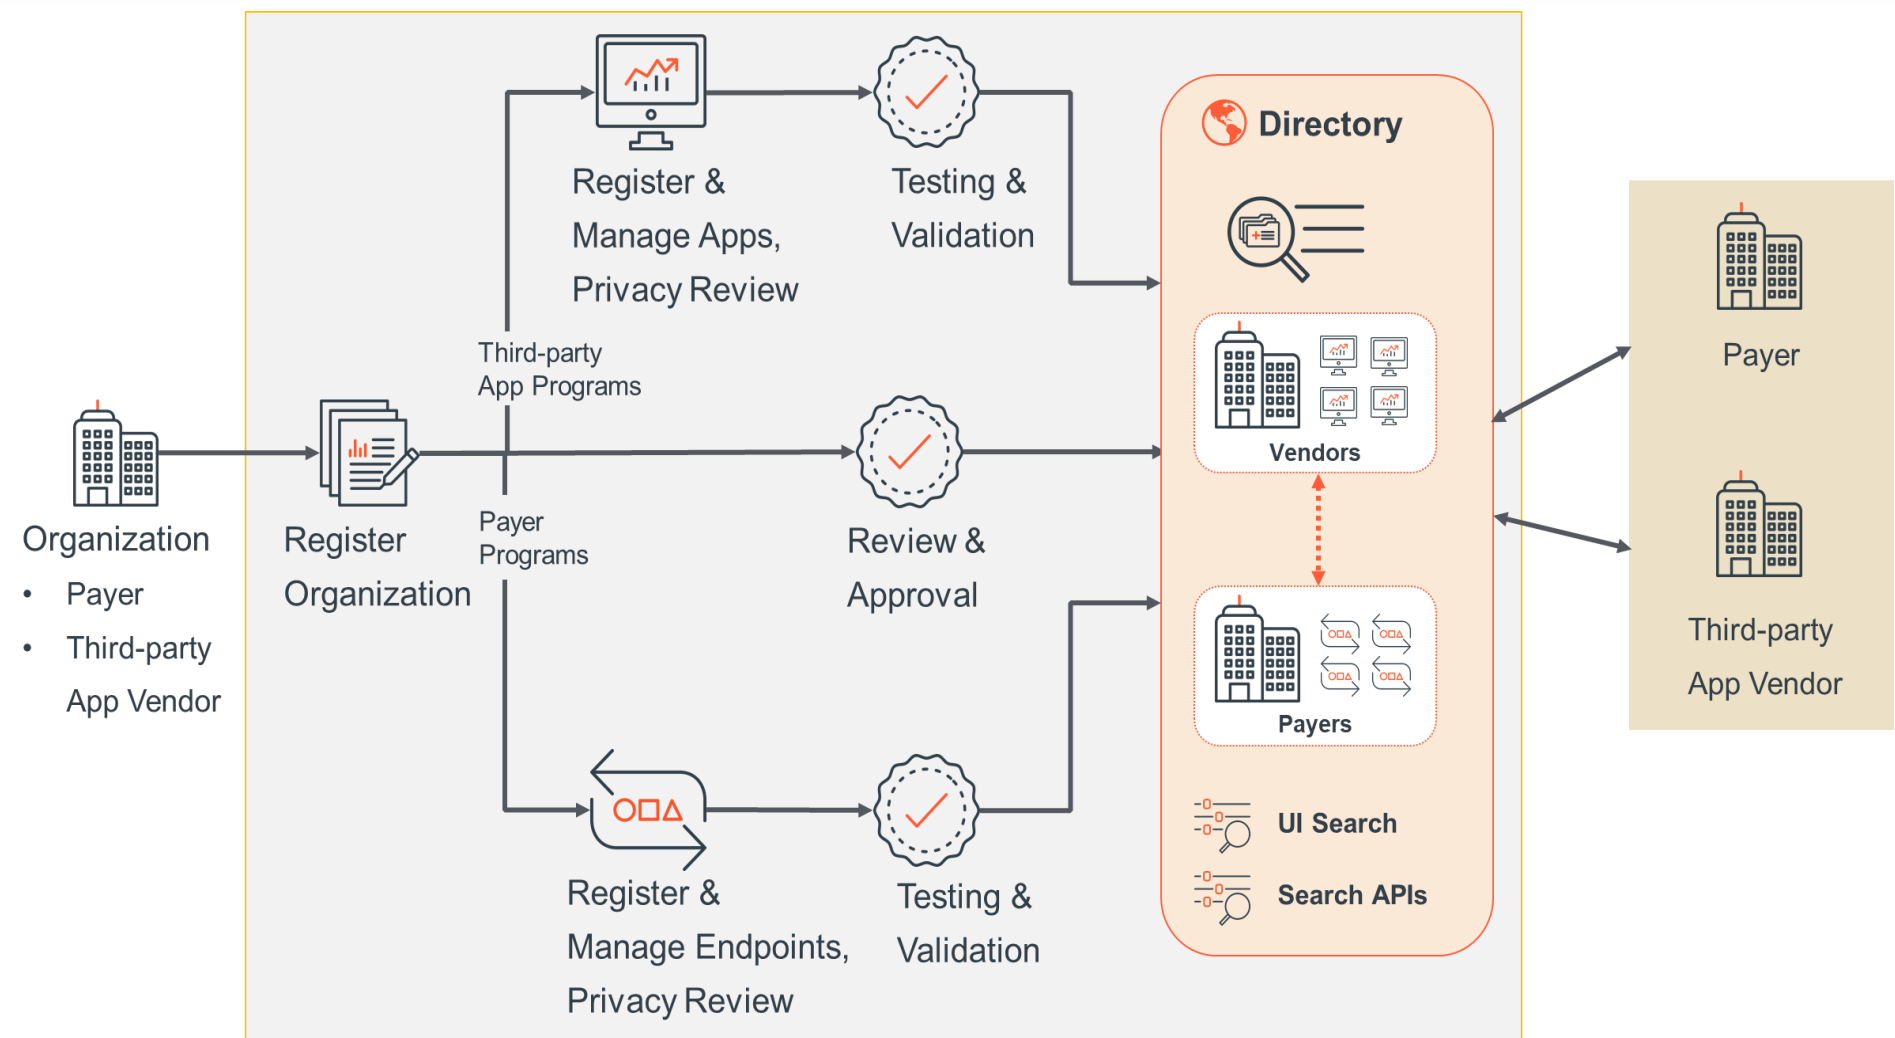 Organization
• Payer
• Third-party
App Vendor
Register
Organization
Third-party
App Programs
Payer
Programs
Register &
Manage Apps,
Privacy Review
Testing &
Validation
Review &
Approval
Register &
Manage Endpoints,
Privacy Review
Testing &
Validation
Directory
Vendors
Payers
UI Search
Search APIs
Payer
Third-party
App Vendor